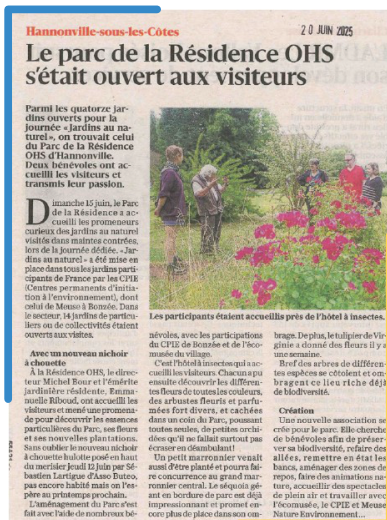 Hannonville-sous-les-Côtes
20 JUIN 2025
Le parc de la Résidence OHS
s'était ouvert aux visiteurs
Parmi les quatorze jar-
dins ouverts pour la
journée « Jardins au na-
turel », on trouvait celui
du Parc de la Résidence
OHS d'Hannonville.
Deux bénévoles ont ac-
cueilli les visiteurs et
transmis leur passion.
Dimanche 15 juin, le Parc
de la Résidence a ac-
cueilli les promeneurs
curieux des jardins au naturel
visités dans maintes contrées,
lors de la journée dédiée. « Jar-
dins au naturel » a été mise en
place dans tous les jardins parti-
cipants de France par les CPIE
(Centres permanents d'initia-
tion à l'environnement), dont
celui de Meuse à Bonzée. Dans
le secteur, 14 jardins de particu-
liers ou de collectivités étaient
ouverts aux visites.
Avec un nouveau nichoir
à chouette
À la Résidence OHS, le direc-
teur Michel Bour et l'émérite
jardinière résidente, Emma-
nuelle Riboud, ont accueilli les
visiteurs et mené une promena-
de pour découvrir les essences
particulières du Parc, ses fleurs
et ses nouvelles plantations.
Sans oublier le nouveau nichoir
à chouette hulotte posé en haut
du merisier jeudi 12 juin par Sé-
bastien Lartigue d'Asso Buteo,
pas encore habité mais on l'es-
père au printemps prochain.
L'aménagement du Parc s'est
fait avec l'aide de nombreux bé-
Les participants étaient accueillis près de l'hôtel à insectes.
névoles, avec les participations
du CPIE de Bonzée et de l'éco-
musée du village.
C'est l'hôtel à insectes qui a ac-
cueilli les visiteurs. Chacun a pu
ensuite découvrir les différen-
tes fleurs de toutes les couleurs,
des arbustes fleuris et parfu-
mées fort divers, et cachées
dans un coin du Parc, poussant
toutes seules, de petites orchi-
dées qu'il ne fallait surtout pas
écraser en déambulant !
Un petit marronnier venait
aussi d'être planté et pourra fai-
re concurrence au grand mar-
ronnier central. Le séquoia gé-
ant en bordure de parc est déjà
impressionnant et promet en-
core plus de place dans son om-
brage. De plus, le tulipier de Vir-
ginie a donné des fleurs il y a
une semaine.
Bref des arbres de différen-
tes espèces se côtoient et om-
bragent ce lieu riche déjà
de biodiversité.
Création
Une nouvelle association se
crée pour le parc. Elle cherche
de bénévoles afin de préser-
ver sa biodiversité, refaire des
allées, remettre en état les
bancs, aménager des zones de
repos, faire des animations na-
ture, accueillir des spectacles
de plein air et travailler avec
l'écomusée, le CPIE et Meuse
Nature Environnement...